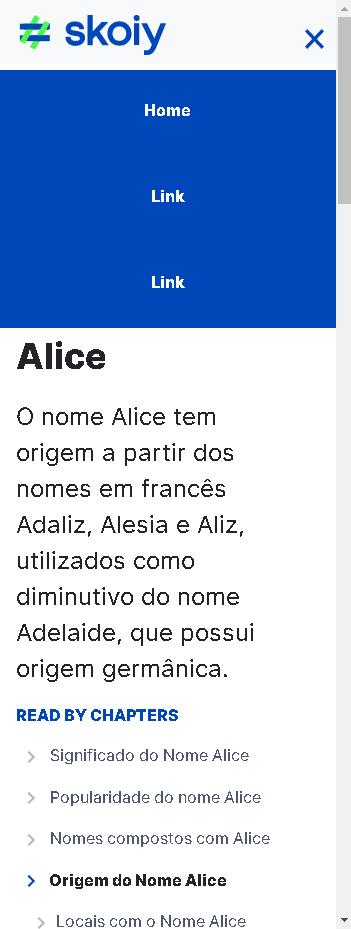 skoiy
Home
Link
Link
Alice
O nome Alice tem
origem a partir dos
nomes em francês
Adaliz, Alesia e Aliz,
utilizados como
diminutivo do nome
Adelaide, que possui
origem germânica.
READ BY CHAPTERS
Significado do Nome Alice
Popularidade do nome Alice
Nomes compostos com Alice
Origem do Nome Alice
Locais com o Nome Alice